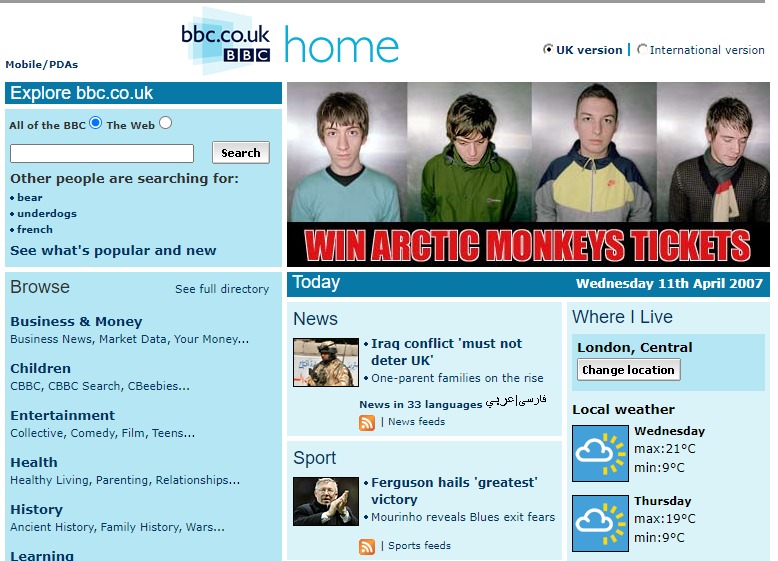 bbc.co.uk
BBC
home
Mobile/PDAs
UK version
International version
Explore bbc.co.uk
All of the BBC The Web
Search
Other people are searching for:
bear
underdogs
french
See what's popular and new
WIN ARCTIC MONKEYS TICKETS
Browse
See full directory
Business & Money
Business News, Market Data, Your Money...
Children
CBBC, CBBC Search, CBeebies...
Entertainment
Collective, Comedy, Film, Teens...
Health
Healthy Living, Parenting, Relationships...
History
Ancient History, Family History, Wars...
Learning
Today
Wednesday 11th April 2007
News
Iraq conflict 'must not
deter UK'
One-parent families on the rise
News in 33 languages فارسی|عربي
| News feeds
Sport
Ferguson hails 'greatest'
victory
Mourinho reveals Blues exit fears
| Sports feeds
Where I Live
London, Central
Change location
Local weather
Wednesday
max:21°C
min:9°C
Thursday
max:19°C
min:9°C